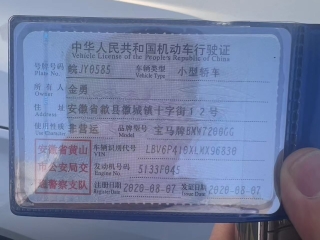 中华人民共和国机动车行驶证
Vehicle License of the People's Republic of China
号牌号码 皖JY0585 车辆类型 小型轿车
Plate No. Vehicle Type
所有人 金勇
Owner
住址 安徽省歙县徽城镇十字街12号
Address
使用性质 非营运 品牌型号 宝马牌BMW7200GG
安徽省黄山 车辆识别代号
VIN
市公安局交 发动机号码 5133F045
Engine No.
警察支队 注册日期 2020-08-07 发证日期 2020-08-07
Register Date Issue Date